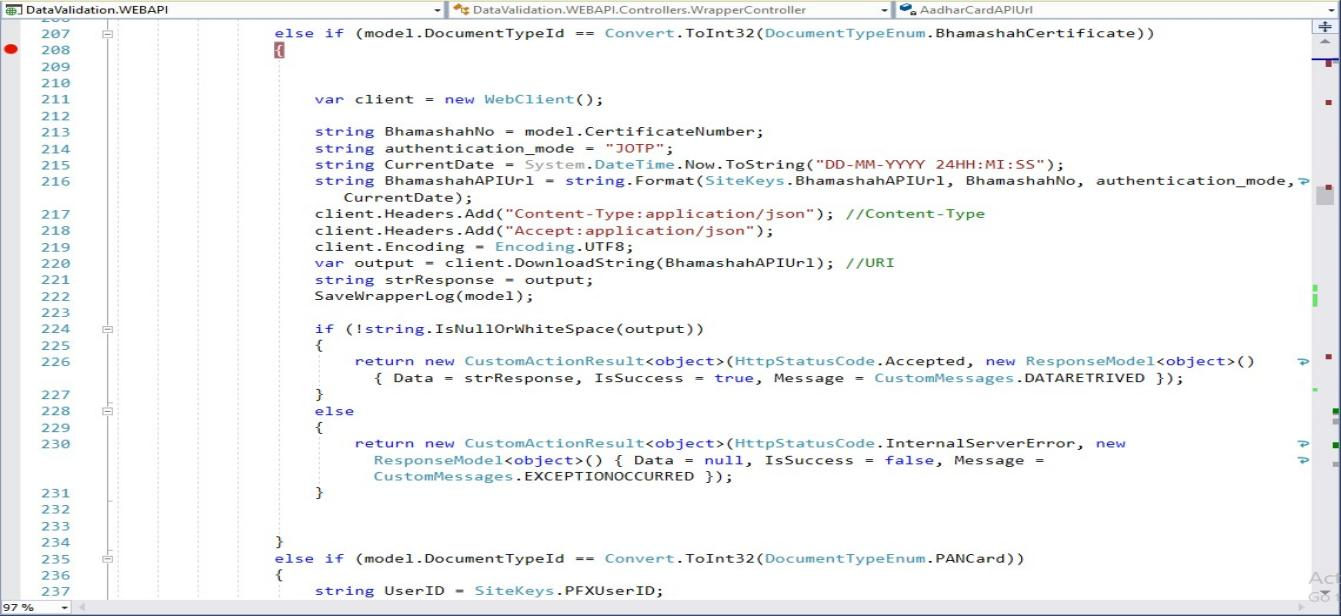 DataValidation.WEBAPI
DataValidation.WEBAPI.Controllers.WrapperController
AadharCardAPIUrl
207 else if (model.DocumentTypeId == Convert.ToInt32(DocumentTypeEnum.BhamashahCertificate))
208 {
209
210
211 var client = new WebClient();
212
213 string BhamashahNo = model.CertificateNumber;
214 string authentication_mode = "JOTP";
215 string CurrentDate = System.DateTime.Now.ToString("DD-MM-YYYY 24HH:MI:SS");
216 string BhamashahAPIUrl = string.Format(SiteKeys.BhamashahAPIUrl, BhamashahNo, authentication_mode,
CurrentDate);
217 client.Headers.Add("Content-Type:application/json"); //Content-Type
218 client.Headers.Add("Accept:application/json");
219 client.Encoding = Encoding.UTF8;
220 var output = client.DownloadString(BhamashahAPIUrl); //URI
221 string strResponse = output;
222 SaveWrapperLog(model);
223
224 if (!string.IsNullOrWhiteSpace(output))
225 {
226 return new CustomActionResult<object>(HttpStatusCode.Accepted, new ResponseModel<object>()
{ Data = strResponse, IsSuccess = true, Message = CustomMessages.DATARETRIVED });
227 }
228 else
229 {
230 return new CustomActionResult<object>(HttpStatusCode.InternalServerError, new
ResponseModel<object>() { Data = null, IsSuccess = false, Message =
CustomMessages.EXCEPTIONOCCURRED });
231 }
232
233
234 }
235 else if (model.DocumentTypeId == Convert.ToInt32(DocumentTypeEnum.PANCard))
236 {
237 string UserID = SiteKeys.PFXUserID;
97 %